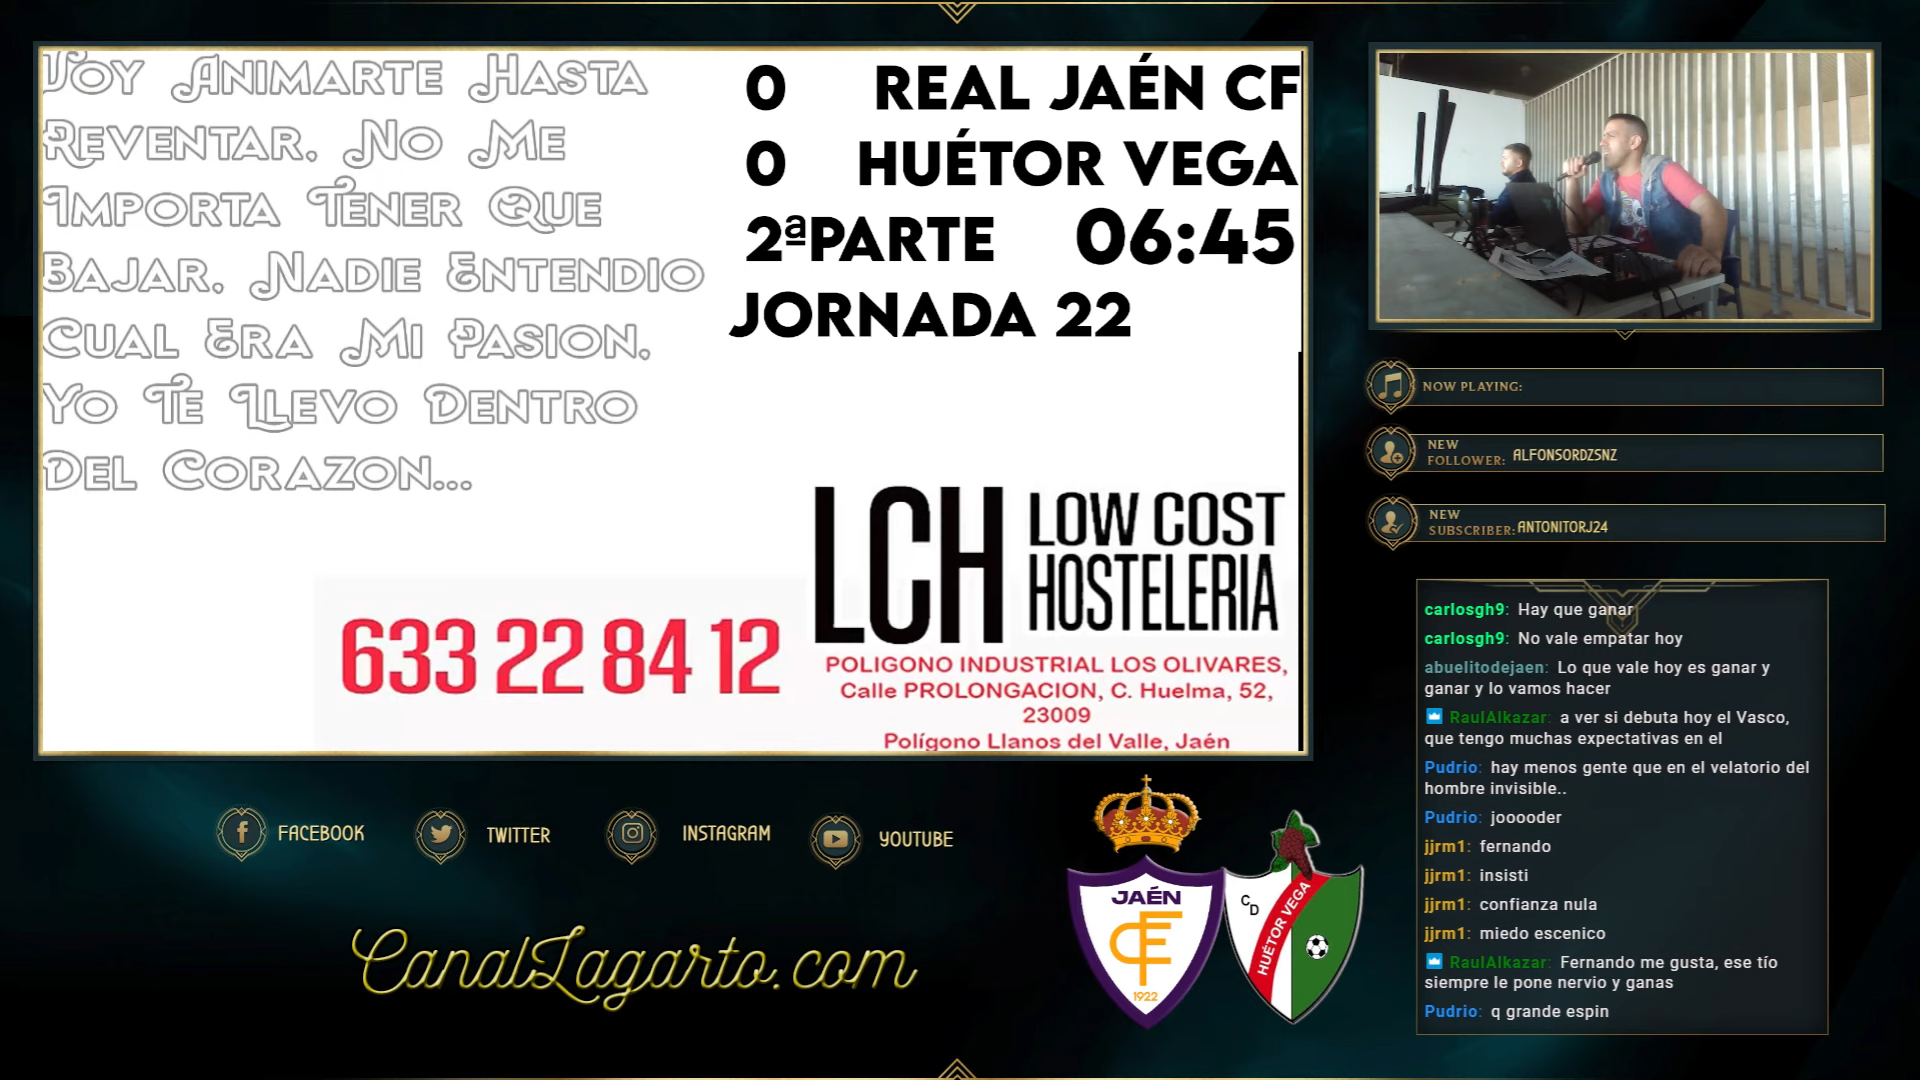 Voy Animarte Hasta
Reventar. No Me
Importa Tener Que
Bajar. Nadie Entendio
Cual Era Mi Pasion.
Yo Te Llevo Dentro
Del Corazon...
0 REAL JAÉN CF
0 HUÉTOR VEGA
2ªPARTE 06:45
JORNADA 22
LCH LOW COST
HOSTELERIA
633 22 84 12
POLIGONO INDUSTRIAL LOS OLIVARES,
Calle PROLONGACION, C. Huelma, 52,
23009
Polígono Llanos del Valle, Jaén
NOW PLAYING:
NEW
FOLLOWER: ALFONSORDZSNZ
NEW
SUBSCRIBER: ANTONITORJ24
carlosgh9: Hay que ganar
carlosgh9: No vale empatar hoy
abuelitodejaen: Lo que vale hoy es ganar y
ganar y lo vamos hacer
RaulAlkazar: a ver si debuta hoy el Vasco,
que tengo muchas expectativas en el
Pudrio: hay menos gente que en el velatorio del
hombre invisible..
Pudrio: jooooder
jjrm1: fernando
jjrm1: insisti
jjrm1: confianza nula
jjrm1: miedo escenico
RaulAlkazar: Fernando me gusta, ese tío
siempre le pone nervio y ganas
Pudrio: q grande espin
FACEBOOK
TWITTER
INSTAGRAM
YOUTUBE
CanalLagarto.com
JAÉN
CF
1922
CD
HUÉTOR VEGA